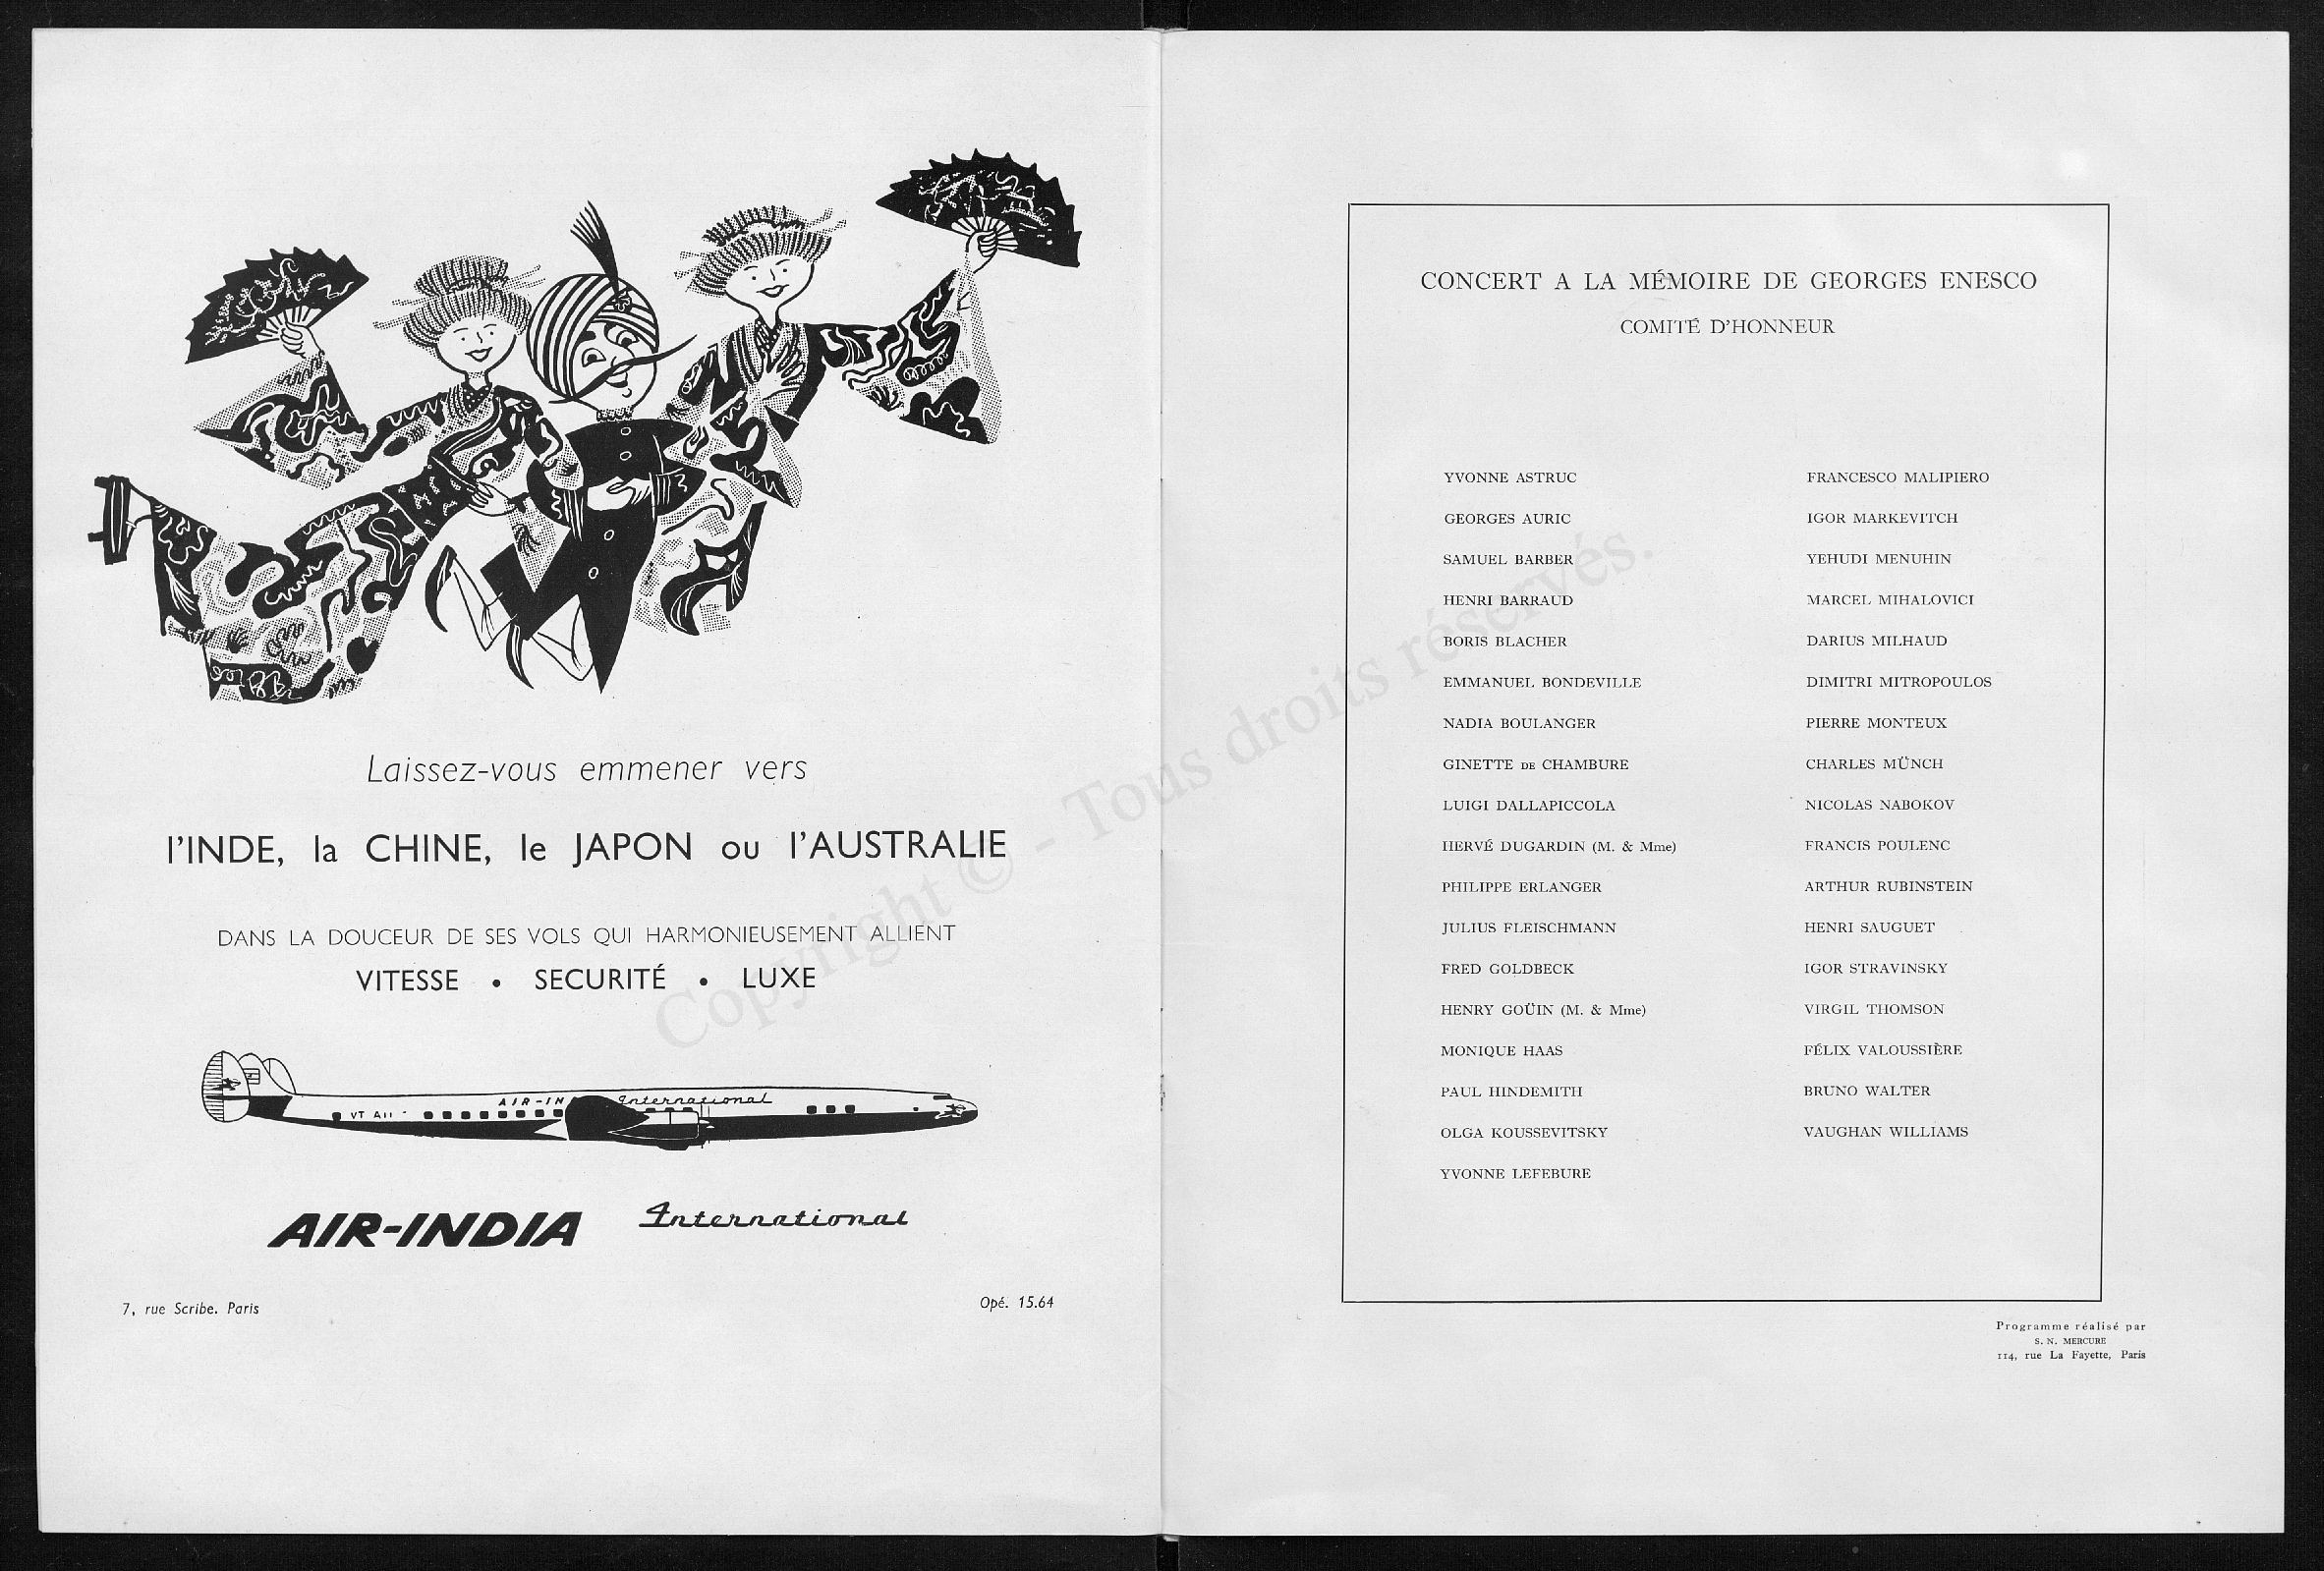 Laissez-vous emmener vers
l'INDE, la CHINE, le JAPON ou l'AUSTRALIE
DANS LA DOUCEUR DE SES VOLS QUI HARMONIEUSEMENT ALLIENT
VITESSE • SECURITÉ • LUXE
AIR-IN International
VT
AIR-INDIA International
7, rue Scribe. Paris
Opé. 15.64
CONCERT A LA MÉMOIRE DE GEORGES ENESCO
COMITÉ D'HONNEUR
YVONNE ASTRUC
GEORGES AURIC
SAMUEL BARBER
HENRI BARRAUD
BORIS BLACHER
EMMANUEL BONDEVILLE
NADIA BOULANGER
GINETTE DE CHAMBURE
LUIGI DALLAPICCOLA
HERVÉ DUGARDIN (M. & Mme)
PHILIPPE ERLANGER
JULIUS FLEISCHMANN
FRED GOLDBECK
HENRY GOÜIN (M. & Mme)
MONIQUE HAAS
PAUL HINDEMITH
OLGA KOUSSEVITSKY
YVONNE LEFEBURE
FRANCESCO MALIPIERO
IGOR MARKEVITCH
YEHUDI MENUHIN
MARCEL MIHALOVICI
DARIUS MILHAUD
DIMITRI MITROPOULOS
PIERRE MONTEUX
CHARLES MÜNCH
NICOLAS NABOKOV
FRANCIS POULENC
ARTHUR RUBINSTEIN
HENRI SAUGUET
IGOR STRAVINSKY
VIRGIL THOMSON
FÉLIX VALOUSSIÈRE
BRUNO WALTER
VAUGHAN WILLIAMS
Programme réalisé par
S. N. MERCURE
114, rue La Fayette, Paris
Copyright © - Tous droits réservés.